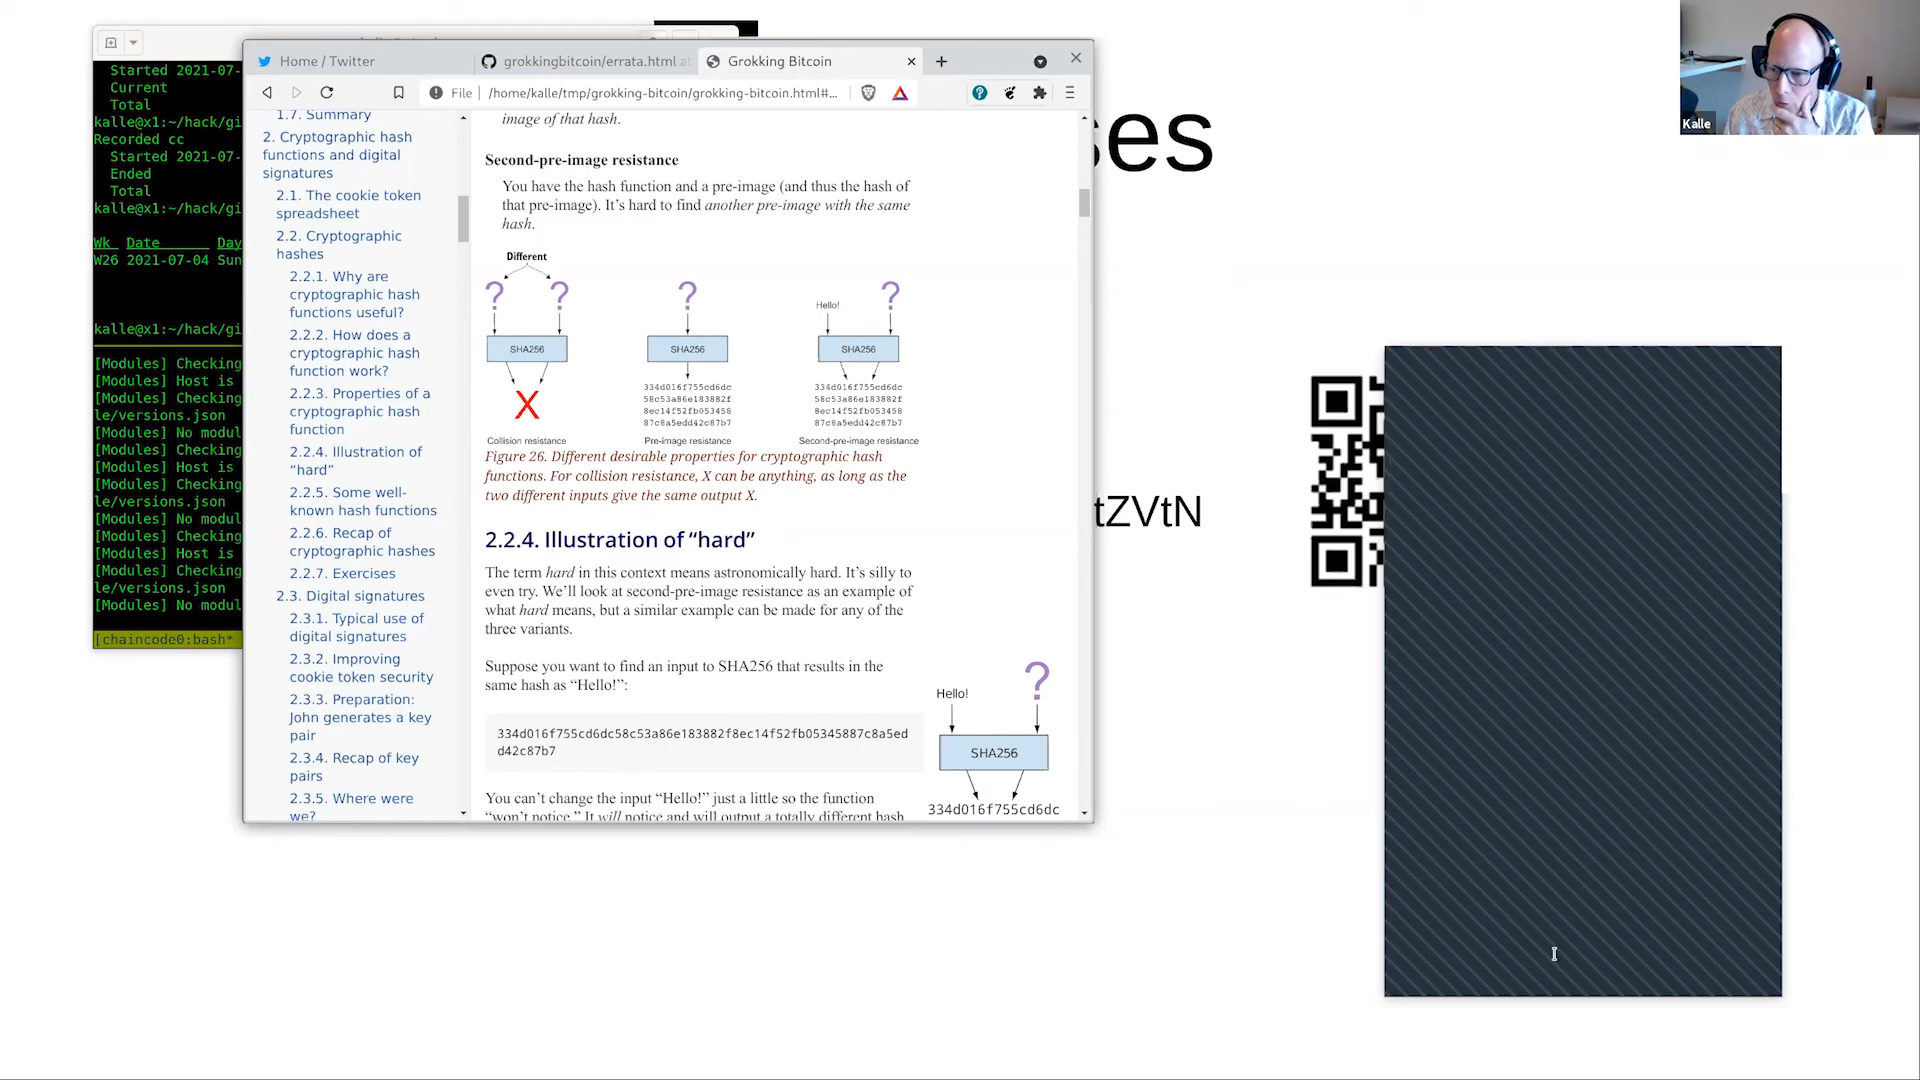 Started 2021-07-
Current
Total
kalle@x1:~/hack/gi
Recorded cc
Started 2021-07-
Ended
Total
kalle@x1:~/hack/gi
Wk Date Day
W26 2021-07-04 Sun
kalle@x1:~/hack/gi
[Modules] Checking
[Modules] Host is
[Modules] Checking
le/versions.json
[Modules] No modul
[Modules] Checking
[Modules] Host is
[Modules] Checking
le/versions.json
[Modules] No modul
[Modules] Checking
[Modules] Host is
[Modules] Checking
le/versions.json
[Modules] No modul
[chaincode0:bash*
Home / Twitter
grokkingbitcoin/errata.html at
Grokking Bitcoin
File
/home/kalle/tmp/grokking-bitcoin/grokking-bitcoin.html#...
1.7. Summary
2. Cryptographic hash
functions and digital
signatures
2.1. The cookie token
spreadsheet
2.2. Cryptographic
hashes
2.2.1. Why are
cryptographic hash
functions useful?
2.2.2. How does a
cryptographic hash
function work?
2.2.3. Properties of a
cryptographic hash
function
2.2.4. Illustration of
“hard”
2.2.5. Some well-
known hash functions
2.2.6. Recap of
cryptographic hashes
2.2.7. Exercises
2.3. Digital signatures
2.3.1. Typical use of
digital signatures
2.3.2. Improving
cookie token security
2.3.3. Preparation:
John generates a key
pair
2.3.4. Recap of key
pairs
2.3.5. Where were
we?
image of that hash.
Second-pre-image resistance
You have the hash function and a pre-image (and thus the hash of
that pre-image). It’s hard to find another pre-image with the same
hash.
Different
? ? ? Hello! ?
SHA256 SHA256 SHA256
X
334d016f755cd6dc
58c53a86e183882f
8ec14f52fb053458
87c8a5edd42c87b7
334d016f755cd6dc
58c53a86e183882f
8ec14f52fb053458
87c8a5edd42c87b7
Collision resistance Pre-image resistance Second-pre-image resistance
Figure 26. Different desirable properties for cryptographic hash
functions. For collision resistance, X can be anything, as long as the
two different inputs give the same output X.
2.2.4. Illustration of “hard”
The term hard in this context means astronomically hard. It’s silly to
even try. We’ll look at second-pre-image resistance as an example of
what hard means, but a similar example can be made for any of the
three variants.
Suppose you want to find an input to SHA256 that results in the
same hash as “Hello!”:
334d016f755cd6dc58c53a86e183882f8ec14f52fb05345887c8a5ed
d42c87b7
You can’t change the input “Hello!” just a little so the function
“won’t notice.” It will notice and will output a totally different hash
Hello! ?
SHA256
334d016f755cd6dc
ses
tZVtN
Kalle